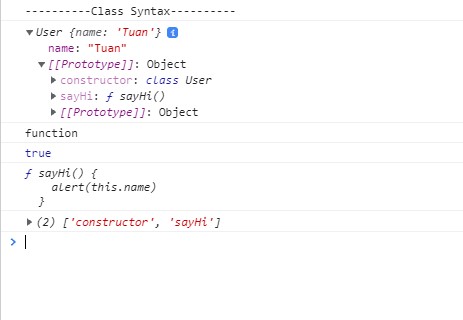 ----------Class Syntax----------
▼ User {name: 'Tuan'} i
name: "Tuan"
▼ [[Prototype]]: Object
▶ constructor: class User
▶ sayHi: ƒ sayHi()
▶ [[Prototype]]: Object
function
true
ƒ sayHi() {
alert(this.name)
}
▶ (2) ['constructor', 'sayHi']
>